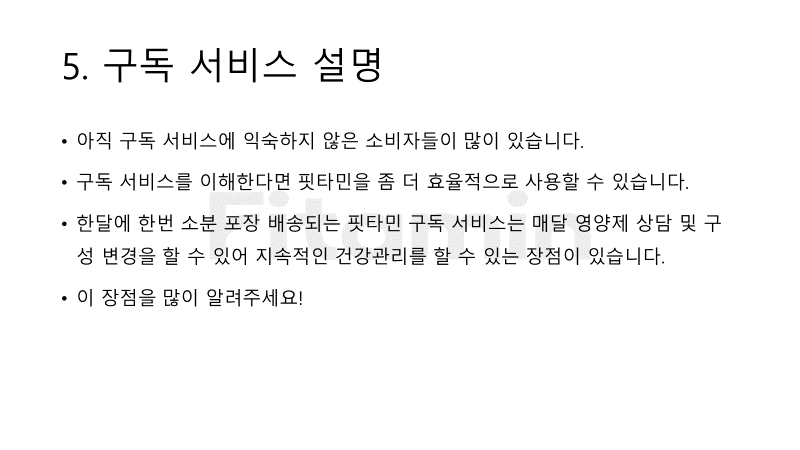 5. 구독 서비스 설명
• 아직 구독 서비스에 익숙하지 않은 소비자들이 많이 있습니다.
• 구독 서비스를 이해한다면 핏타민을 좀 더 효율적으로 사용할 수 있습니다.
• 한달에 한번 소분 포장 배송되는 핏타민 구독 서비스는 매달 영양제 상담 및 구
성 변경을 할 수 있어 지속적인 건강관리를 할 수 있는 장점이 있습니다.
• 이 장점을 많이 알려주세요!
Fitamin